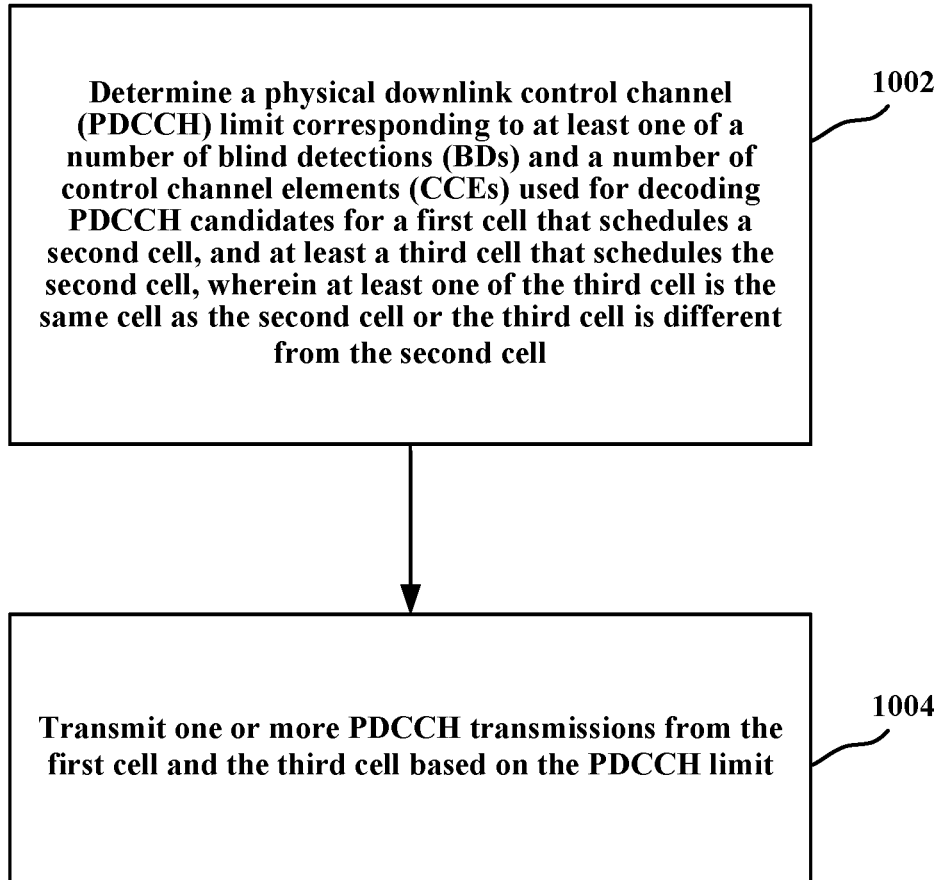 Determine a physical downlink control channel
(PDCCH) limit corresponding to at least one of a
number of blind detections (BDs) and a number of
control channel elements (CCEs) used for decoding
PDCCH candidates for a first cell that schedules a
second cell, and at least a third cell that schedules the
second cell, wherein at least one of the third cell is the
same cell as the second cell or the third cell is different
from the second cell
1002
Transmit one or more PDCCH transmissions from the
first cell and the third cell based on the PDCCH limit
1004